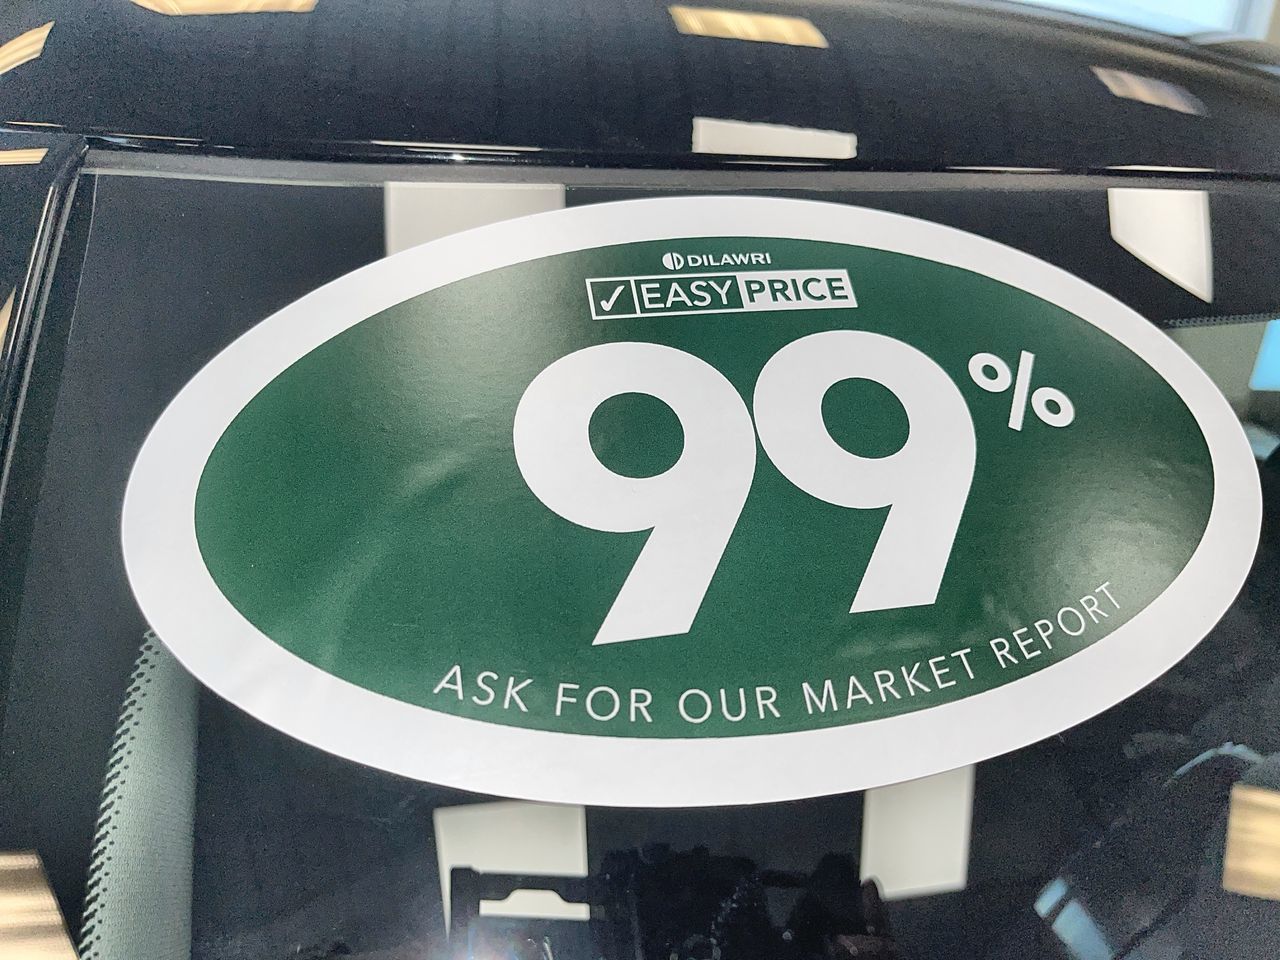 DILAWRI
✓ EASY PRICE
99%
ASK FOR OUR MARKET REPORT